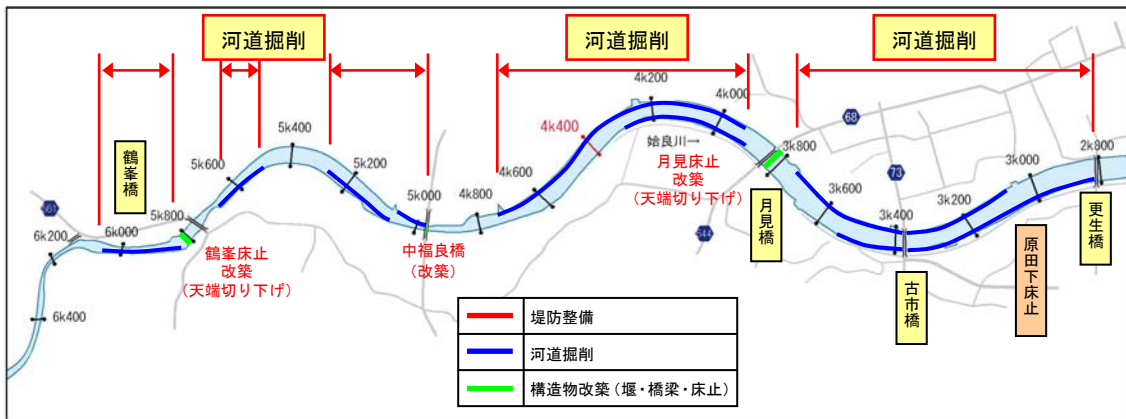 河道掘削
河道掘削
河道掘削
鶴峯橋
6k400
6k200
6k000
5k800
5k600
5k400
5k200
5k000
4k800
4k600
4k400
4k200
4k000
3k800
3k600
3k400
3k200
3k000
2k800
68
73
544
561
姶良川→
月見床止
改築
(天端切り下げ)
鶴峯床止
改築
(天端切り下げ)
中福良橋
(改築)
月見橋
古市橋
原田下床止
更生橋
堤防整備
河道掘削
構造物改築(堰・橋梁・床止)